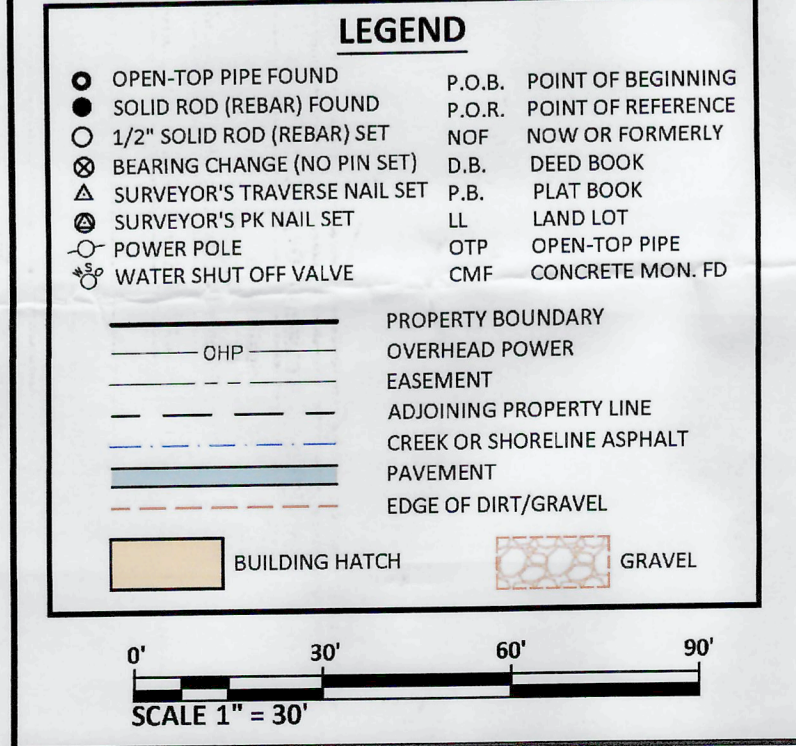 LEGEND
OPEN-TOP PIPE FOUND
SOLID ROD (REBAR) FOUND
1/2" SOLID ROD (REBAR) SET
BEARING CHANGE (NO PIN SET)
SURVEYOR'S TRAVERSE NAIL SET
SURVEYOR'S PK NAIL SET
POWER POLE
S WATER SHUT OFF VALVE
P.O.B. POINT OF BEGINNING
P.O.R. POINT OF REFERENCE
NOF NOW OR FORMERLY
D.B. DEED BOOK
P.B. PLAT BOOK
LL LAND LOT
OTP OPEN-TOP PIPE
CMF CONCRETE MON. FD
PROPERTY BOUNDARY
OHP OVERHEAD POWER
EASEMENT
ADJOINING PROPERTY LINE
CREEK OR SHORELINE ASPHALT
PAVEMENT
EDGE OF DIRT/GRAVEL
BUILDING HATCH
GRAVEL
0' 30' 60' 90'
SCALE 1" = 30'